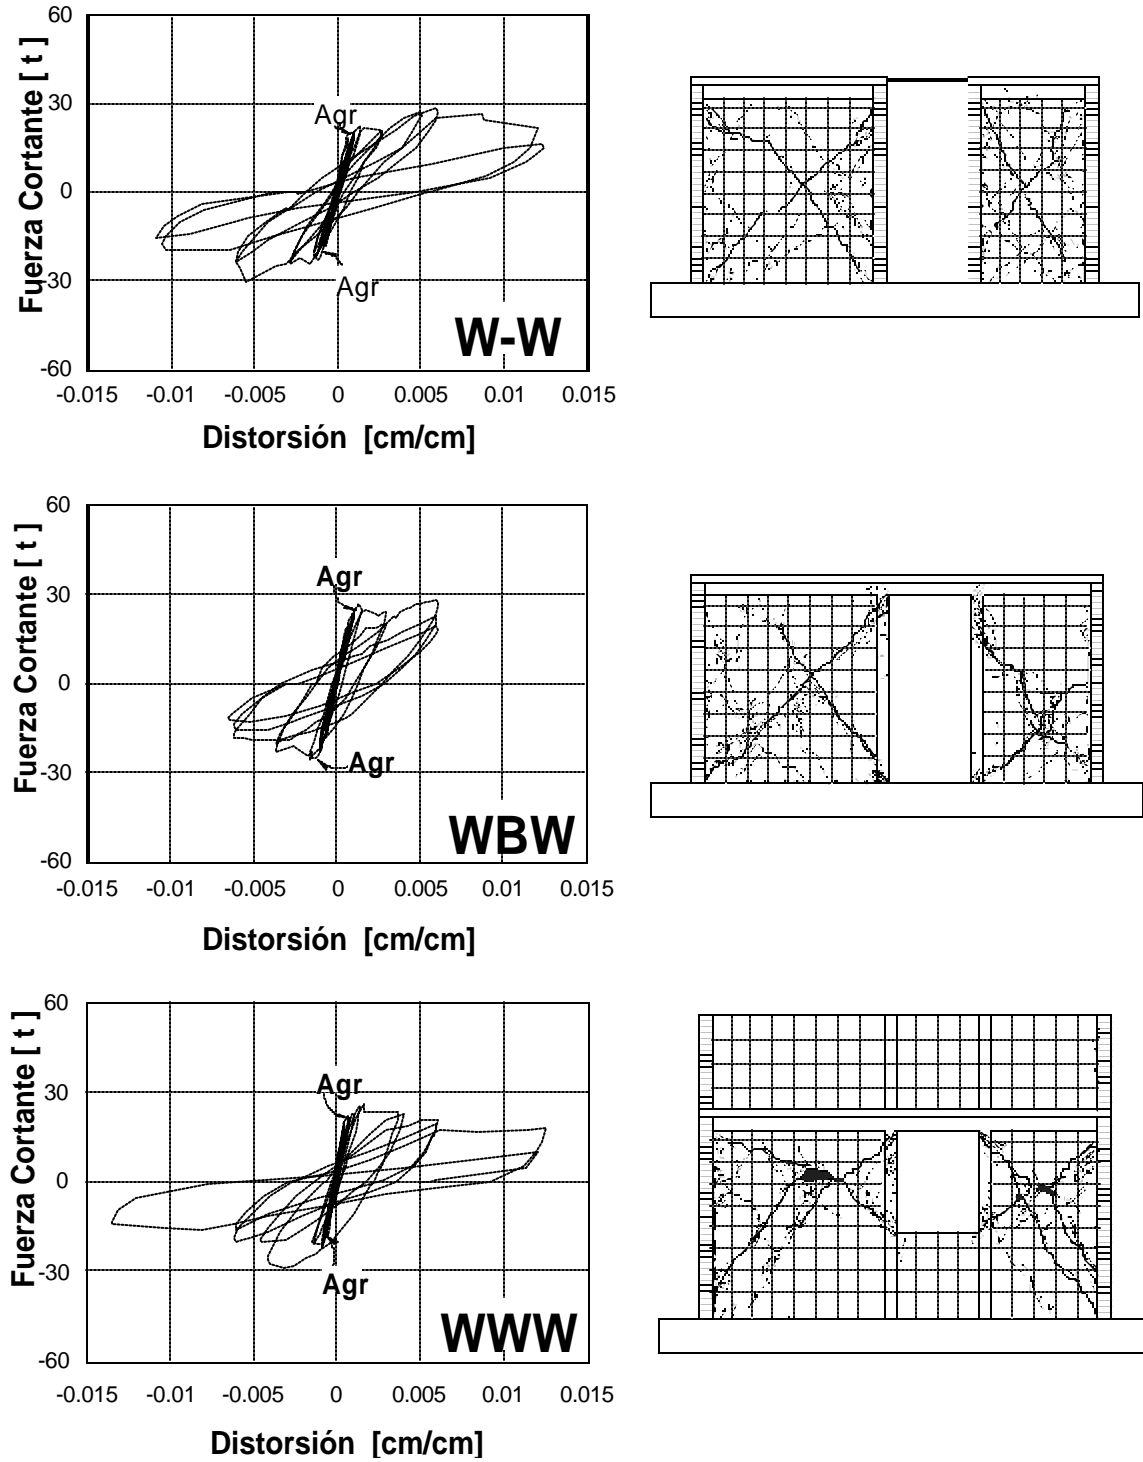 60
30
0
-30
-60
Fuerza Cortante [ t ]
Agr
Agr
W-W
-0.015 -0.01 -0.005 0 0.005 0.01 0.015
Distorsión [cm/cm]
60
30
0
-30
-60
Fuerza Cortante [ t ]
Agr
Agr
WBW
-0.015 -0.01 -0.005 0 0.005 0.01 0.015
Distorsión [cm/cm]
60
30
0
-30
-60
Fuerza Cortante [ t ]
Agr
Agr
WWW
-0.015 -0.01 -0.005 0 0.005 0.01 0.015
Distorsión [cm/cm]